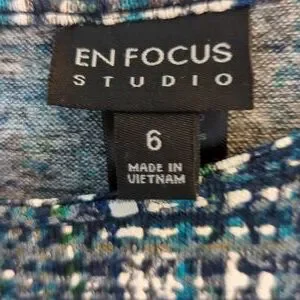 EN FOCUS
STUDIO
6
MADE IN
VIETNAM